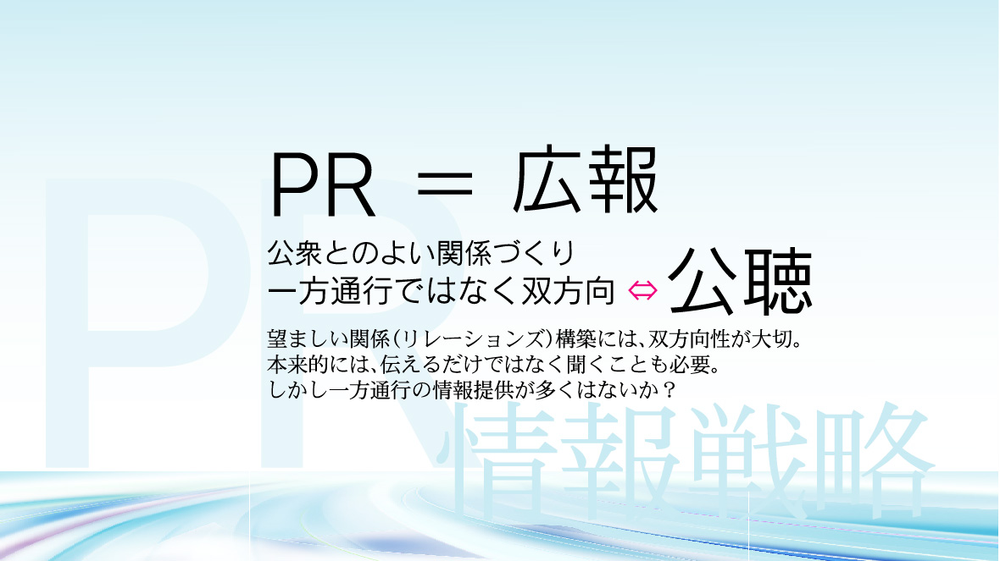 PR = 広報
公衆とのよい関係づくり
一方通行ではなく双方向 ⇔ 公聴
望ましい関係(リレーションズ)構築には、双方向性が大切。
本来的には、伝えるだけではなく聞くことも必要。
しかし一方通行の情報提供が多くはないか？
PR
情報戦略